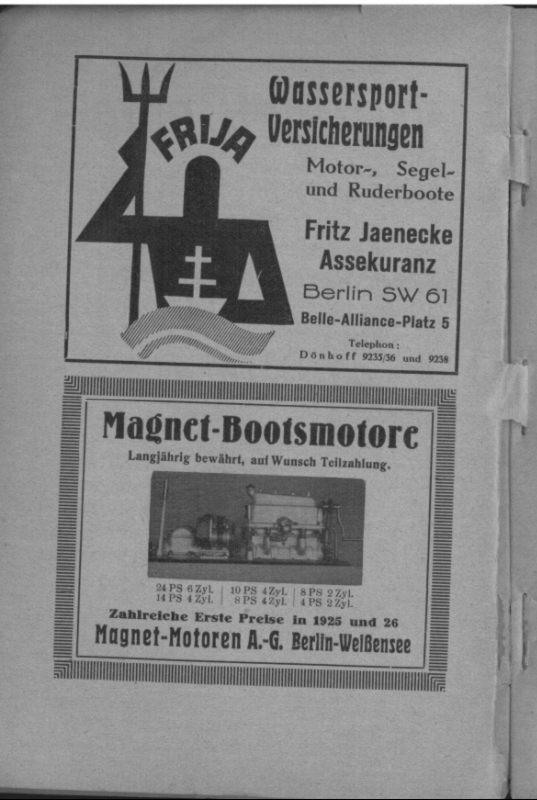 FRIJA
Wassersport-
Versicherungen
Motor-, Segel-
und Ruderboote
Fritz Jaenecke
Assekuranz
Berlin SW 61
Belle-Alliance-Platz 5
Telephon:
Dönhoff 9235/36 und 9238
Magnet-Bootsmotore
Langjährig bewährt, auf Wunsch Teilzahlung.
24 PS 6 Zyl. | 10 PS 4 Zyl. | 8 PS 2 Zyl.
14 PS 4 Zyl. | 8 PS 4 Zyl. | 4 PS 2 Zyl.
Zahlreiche Erste Preise in 1925 und 26
Magnet-Motoren A.-G. Berlin-Weißensee